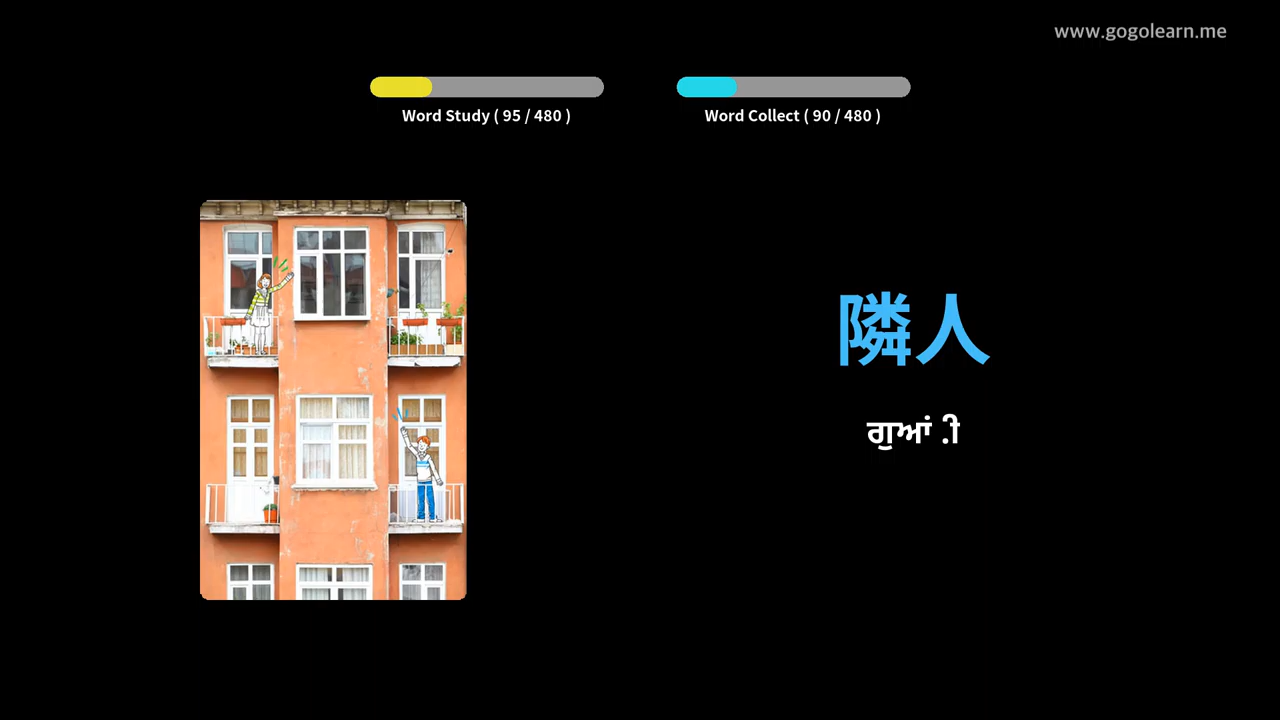 www.gogolearn.me
Word Study ( 95 / 480 )
Word Collect ( 90 / 480 )
隣人
ਗੁਆਂ .ੀ